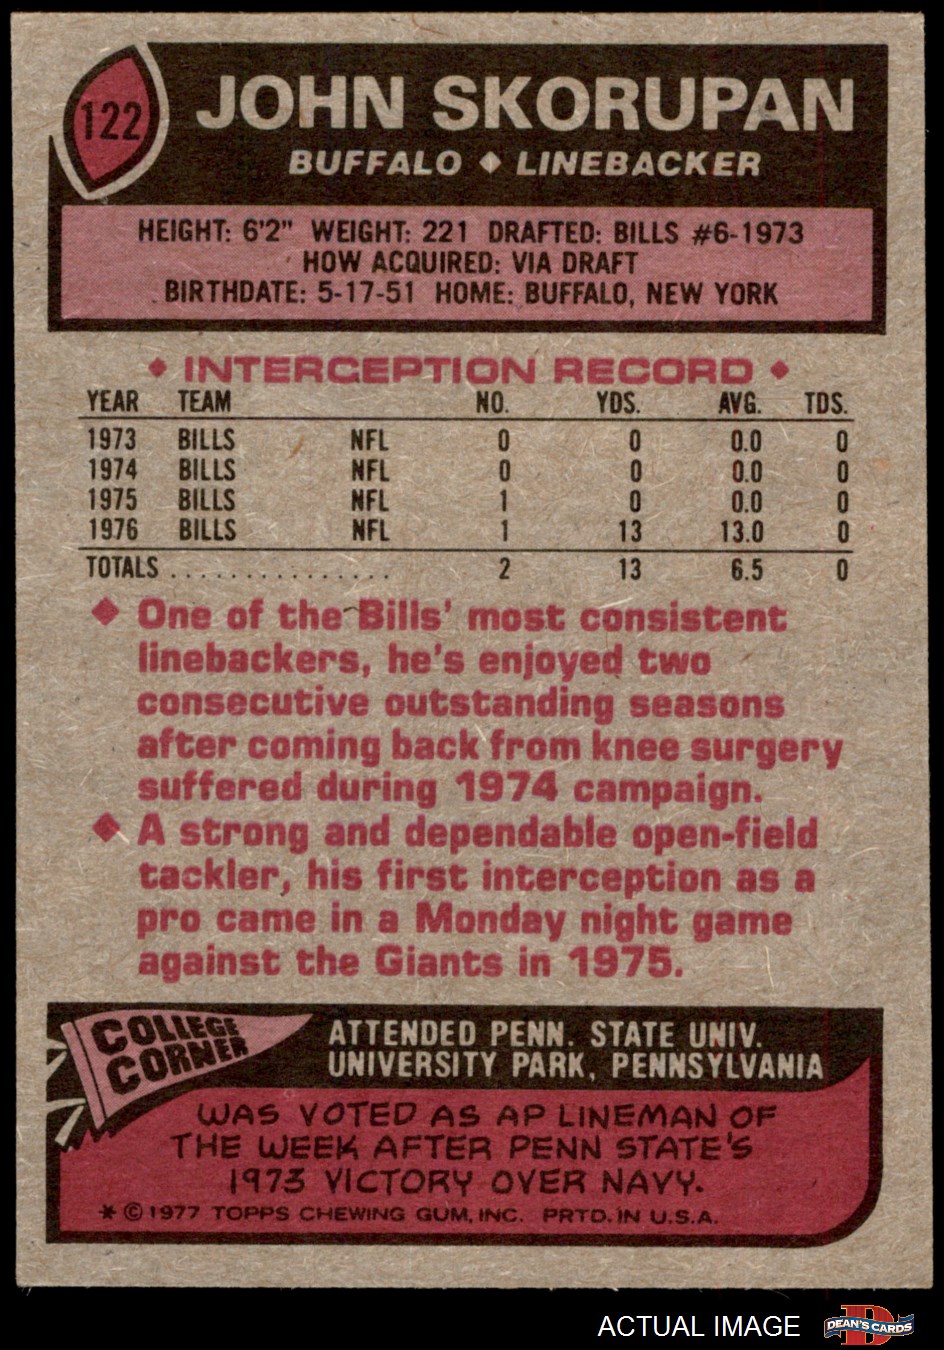 122
JOHN SKORUPAN
BUFFALO ♦ LINEBACKER
HEIGHT: 6'2" WEIGHT: 221 DRAFTED: BILLS #6-1973
HOW ACQUIRED: VIA DRAFT
BIRTHDATE: 5-17-51 HOME: BUFFALO, NEW YORK
♦ INTERCEPTION RECORD ♦
YEAR TEAM NO. YDS. AVG. TDS.
1973 BILLS NFL 0 0 0.0 0
1974 BILLS NFL 0 0 0.0 0
1975 BILLS NFL 1 0 0.0 0
1976 BILLS NFL 1 13 13.0 0
TOTALS . . . . . . . . . . . . . . . 2 13 6.5 0
♦ One of the Bills' most consistent
linebackers, he's enjoyed two
consecutive outstanding seasons
after coming back from knee surgery
suffered during 1974 campaign.
♦ A strong and dependable open-field
tackler, his first interception as a
pro came in a Monday night game
against the Giants in 1975.
COLLEGE
CORNER
ATTENDED PENN. STATE UNIV.
UNIVERSITY PARK, PENNSYLVANIA
WAS VOTED AS AP LINEMAN OF
THE WEEK AFTER PENN STATE'S
1973 VICTORY OVER NAVY.
* © 1977 TOPPS CHEWING GUM, INC. PRTD. IN U.S.A.
ACTUAL IMAGE
D
DEAN'S CARDS